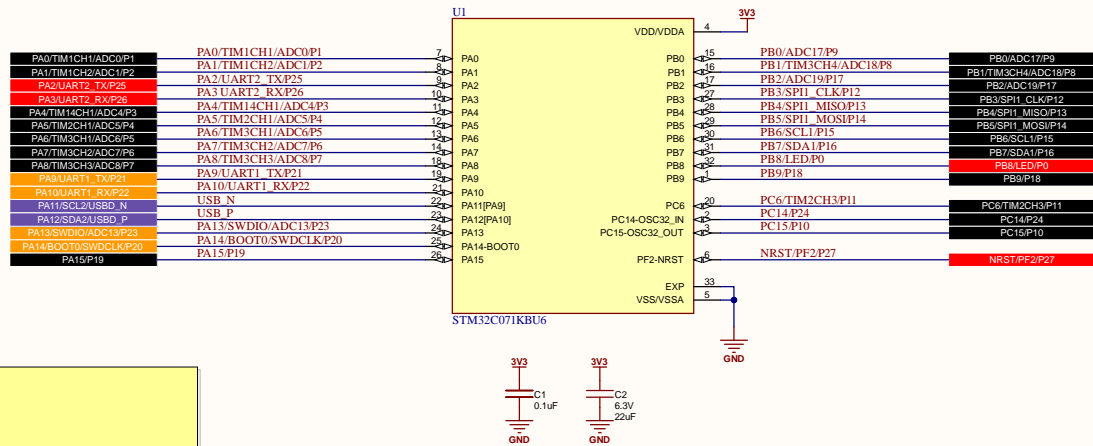 U1
3V3
VDD/VDDA 4
PA0/TIM1CH1/ADC0/P1 PA0/TIM1CH1/ADC0/P1 7 PA0
PA1/TIM1CH2/ADC1/P2 PA1/TIM1CH2/ADC1/P2 8 PA1
PA2/UART2_TX/P25 PA2/UART2_TX/P25 9 PA2
PA3/UART2_RX/P26 PA3 UART2_RX/P26 10 PA3
PA4/TIM14CH1/ADC4/P3 PA4/TIM14CH1/ADC4/P3 11 PA4
PA5/TIM2CH1/ADC5/P4 PA5/TIM2CH1/ADC5/P4 12 PA5
PA6/TIM3CH1/ADC6/P5 PA6/TIM3CH1/ADC6/P5 13 PA6
PA7/TIM3CH2/ADC7/P6 PA7/TIM3CH2/ADC7/P6 14 PA7
PA8/TIM3CH3/ADC8/P7 PA8/TIM3CH3/ADC8/P7 18 PA8
PA9/UART1_TX/P21 PA9/UART1_TX/P21 19 PA9
PA10/UART1_RX/P22 PA10/UART1_RX/P22 21 PA10
PA11/SCL2/USBD_N USB_N 22 PA11[PA9]
PA12/SDA2/USBD_P USB_P 23 PA12[PA10]
PA13/SWDIO/ADC13/P23 PA13/SWDIO/ADC13/P23 24 PA13
PA14/BOOT0/SWDCLK/P20 PA14/BOOT0/SWDCLK/P20 25 PA14-BOOT0
PA15/P19 PA15/P19 26 PA15
PB0 15 PB0/ADC17/P9 PB0/ADC17/P9
PB1 16 PB1/TIM3CH4/ADC18/P8 PB1/TIM3CH4/ADC18/P8
PB2 17 PB2/ADC19/P17 PB2/ADC19/P17
PB3 27 PB3/SPI1_CLK/P12 PB3/SPI1_CLK/P12
PB4 28 PB4/SPI1_MISO/P13 PB4/SPI1_MISO/P13
PB5 29 PB5/SPI1_MOSI/P14 PB5/SPI1_MOSI/P14
PB6 30 PB6/SCL1/P15 PB6/SCL1/P15
PB7 31 PB7/SDA1/P16 PB7/SDA1/P16
PB8 32 PB8/LED/P0 PB8/LED/P0
PB9 1 PB9/P18 PB9/P18
PC6 20 PC6/TIM2CH3/P11 PC6/TIM2CH3/P11
PC14-OSC32_IN 2 PC14/P24 PC14/P24
PC15-OSC32_OUT 3 PC15/P10 PC15/P10
PF2-NRST 6 NRST/PF2/P27 NRST/PF2/P27
EXP 33
VSS/VSSA 5
STM32C071KBU6
GND
3V3 3V3
C1 C2
0.1uF 6.3V
22uF
GND GND